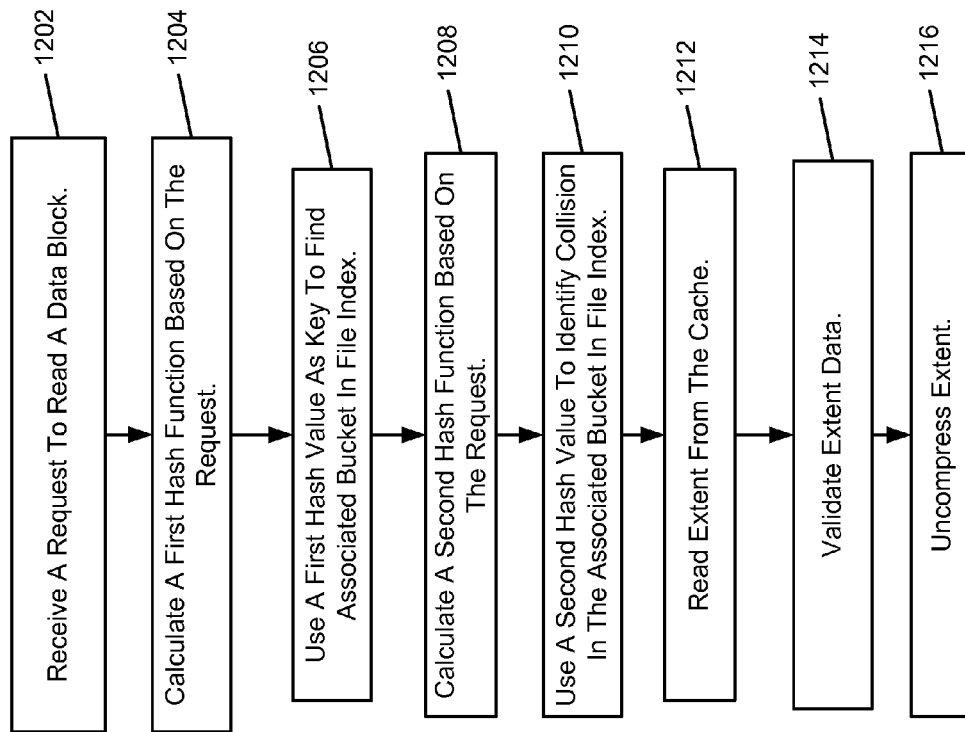 Receive A Request To Read A Data Block.
1202
Calculate A First Hash Function Based On The
Request.
1204
Use A First Hash Value As Key To Find
Associated Bucket In File Index.
1206
Calculate A Second Hash Function Based On
The Request.
1208
Use A Second Hash Value To Identify Collision
In The Associated Bucket In File Index.
1210
Read Extent From The Cache.
1212
Validate Extent Data.
1214
Uncompress Extent.
1216